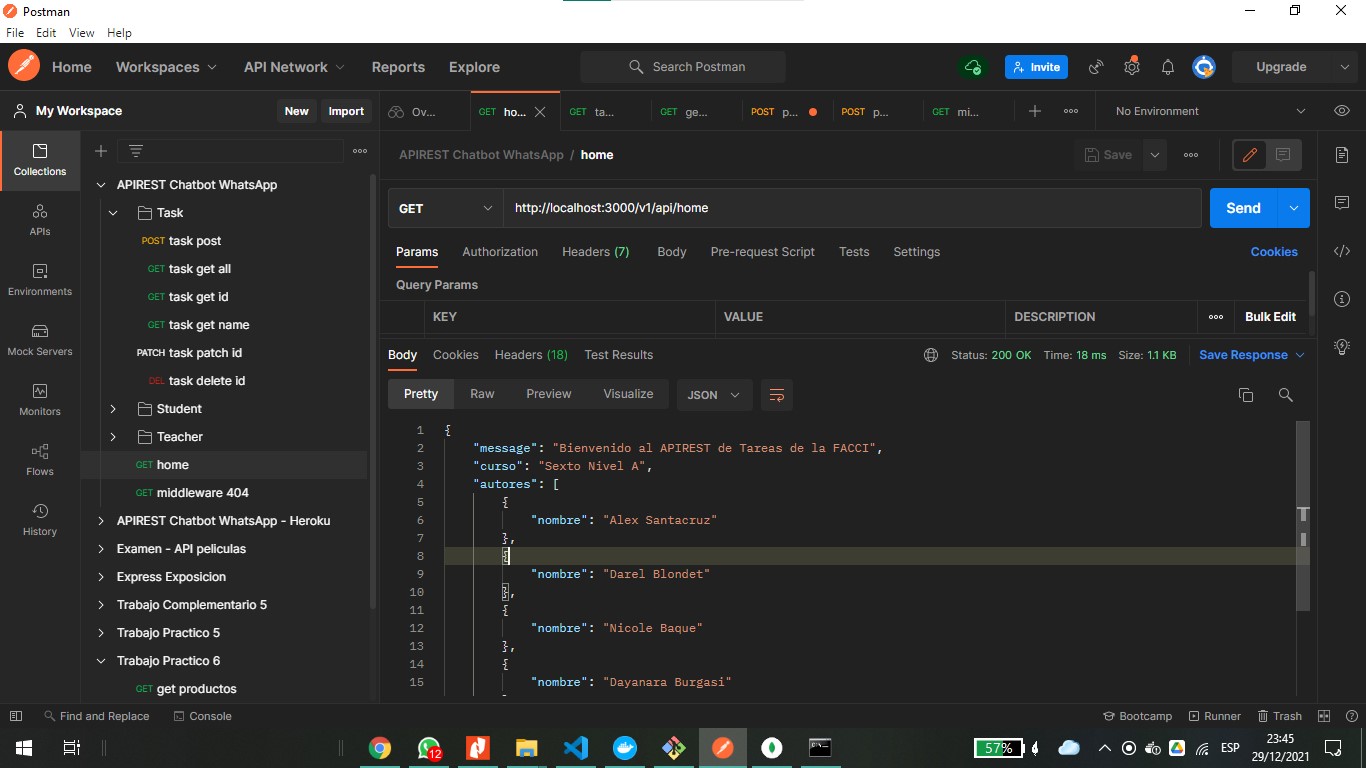 Postman
File Edit View Help
Home Workspaces API Network Reports Explore Search Postman Invite Upgrade
My Workspace New Import
Ov... GET ho... GET ta... GET ge... POST p... POST p... GET mi... No Environment
Collections
APIs
Environments
Mock Servers
Monitors
Flows
History
APIREST Chatbot WhatsApp
Task
POST task post
GET task get all
GET task get id
GET task get name
PATCH task patch id
DEL task delete id
Student
Teacher
GET home
GET middleware 404
APIREST Chatbot WhatsApp - Heroku
Examen - API peliculas
Express Exposicion
Trabajo Complementario 5
Trabajo Practico 5
Trabajo Practico 6
GET get productos
APIREST Chatbot WhatsApp / home Save
GET http://localhost:3000/v1/api/home Send
Params Authorization Headers (7) Body Pre-request Script Tests Settings Cookies
Query Params
KEY VALUE DESCRIPTION Bulk Edit
Body Cookies Headers (18) Test Results Status: 200 OK Time: 18 ms Size: 1.1 KB Save Response
Pretty Raw Preview Visualize JSON
1 {
2 "message": "Bienvenido al APIREST de Tareas de la FACCI",
3 "curso": "Sexto Nivel A",
4 "autores": [
5 {
6 "nombre": "Alex Santacruz"
7 },
8 {
9 "nombre": "Darel Blondet"
10 },
11 {
12 "nombre": "Nicole Baque"
13 },
14 {
15 "nombre": "Dayanara Burgasi"
Find and Replace Console Bootcamp Runner Trash
12 57% ESP 23:45
29/12/2021